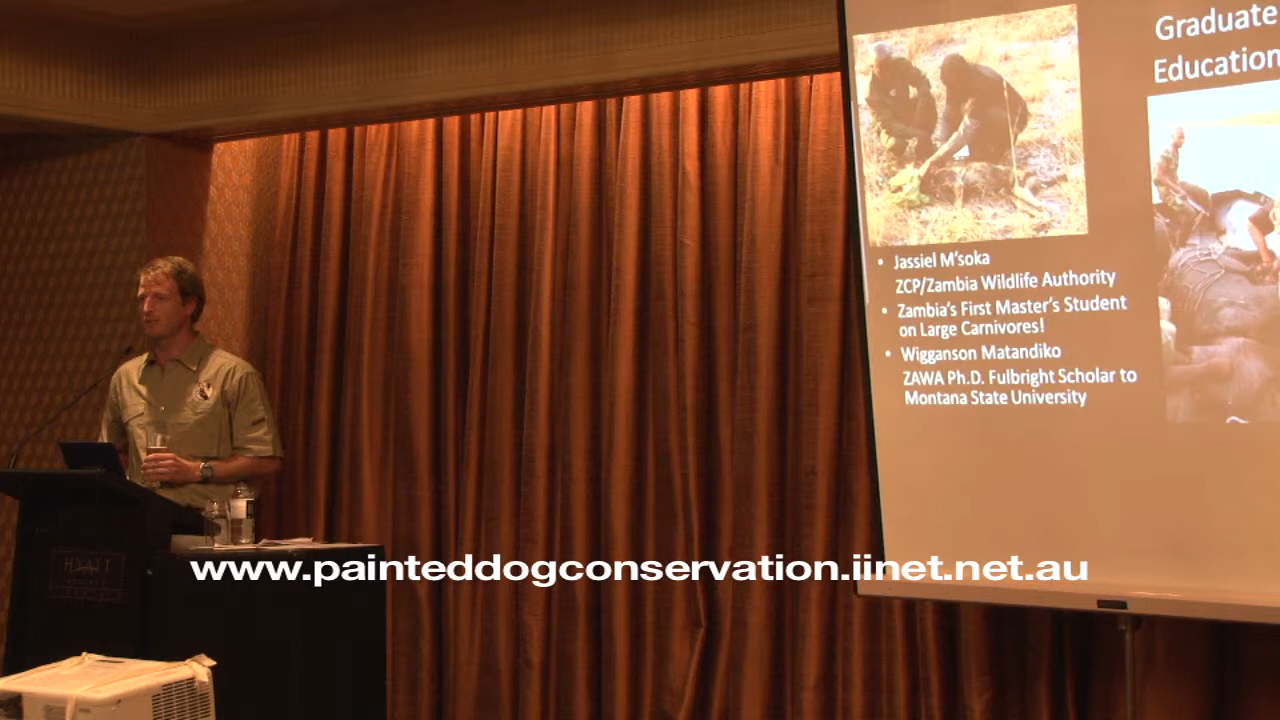 Graduate
Education
• Jassiel M'soka
ZCP/Zambia Wildlife Authority
• Zambia's First Master's Student
on Large Carnivores!
• Wigganson Matandiko
ZAWA Ph.D. Fulbright Scholar to
Montana State University
HYATT
www.painteddogconservation.iinet.net.au